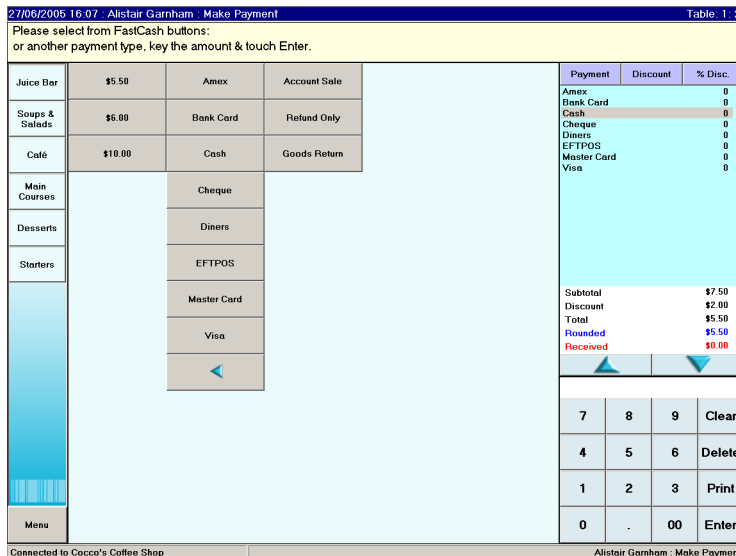 27/06/2005 16:07 : Alistair Garnham : Make Payment Table: 1:
Please select from FastCash buttons:
or another payment type, key the amount & touch Enter.
Juice Bar
Soups &
Salads
Café
Main
Courses
Desserts
Starters
Menu
$5.50 Amex Account Sale
$6.00 Bank Card Refund Only
$10.00 Cash Goods Return
Cheque
Diners
EFTPOS
Master Card
Visa
Payment Discount % Disc.
Amex 0
Bank Card 0
Cash 0
Cheque 0
Diners 0
EFTPOS 0
Master Card 0
Visa 0
Subtotal $7.50
Discount $2.00
Total $5.50
Rounded $5.50
Received $0.00
7 8 9 Clear
4 5 6 Delete
1 2 3 Print
0 . 00 Enter
Connected to Cocco's Coffee Shop Alistair Garnham : Make Paymen